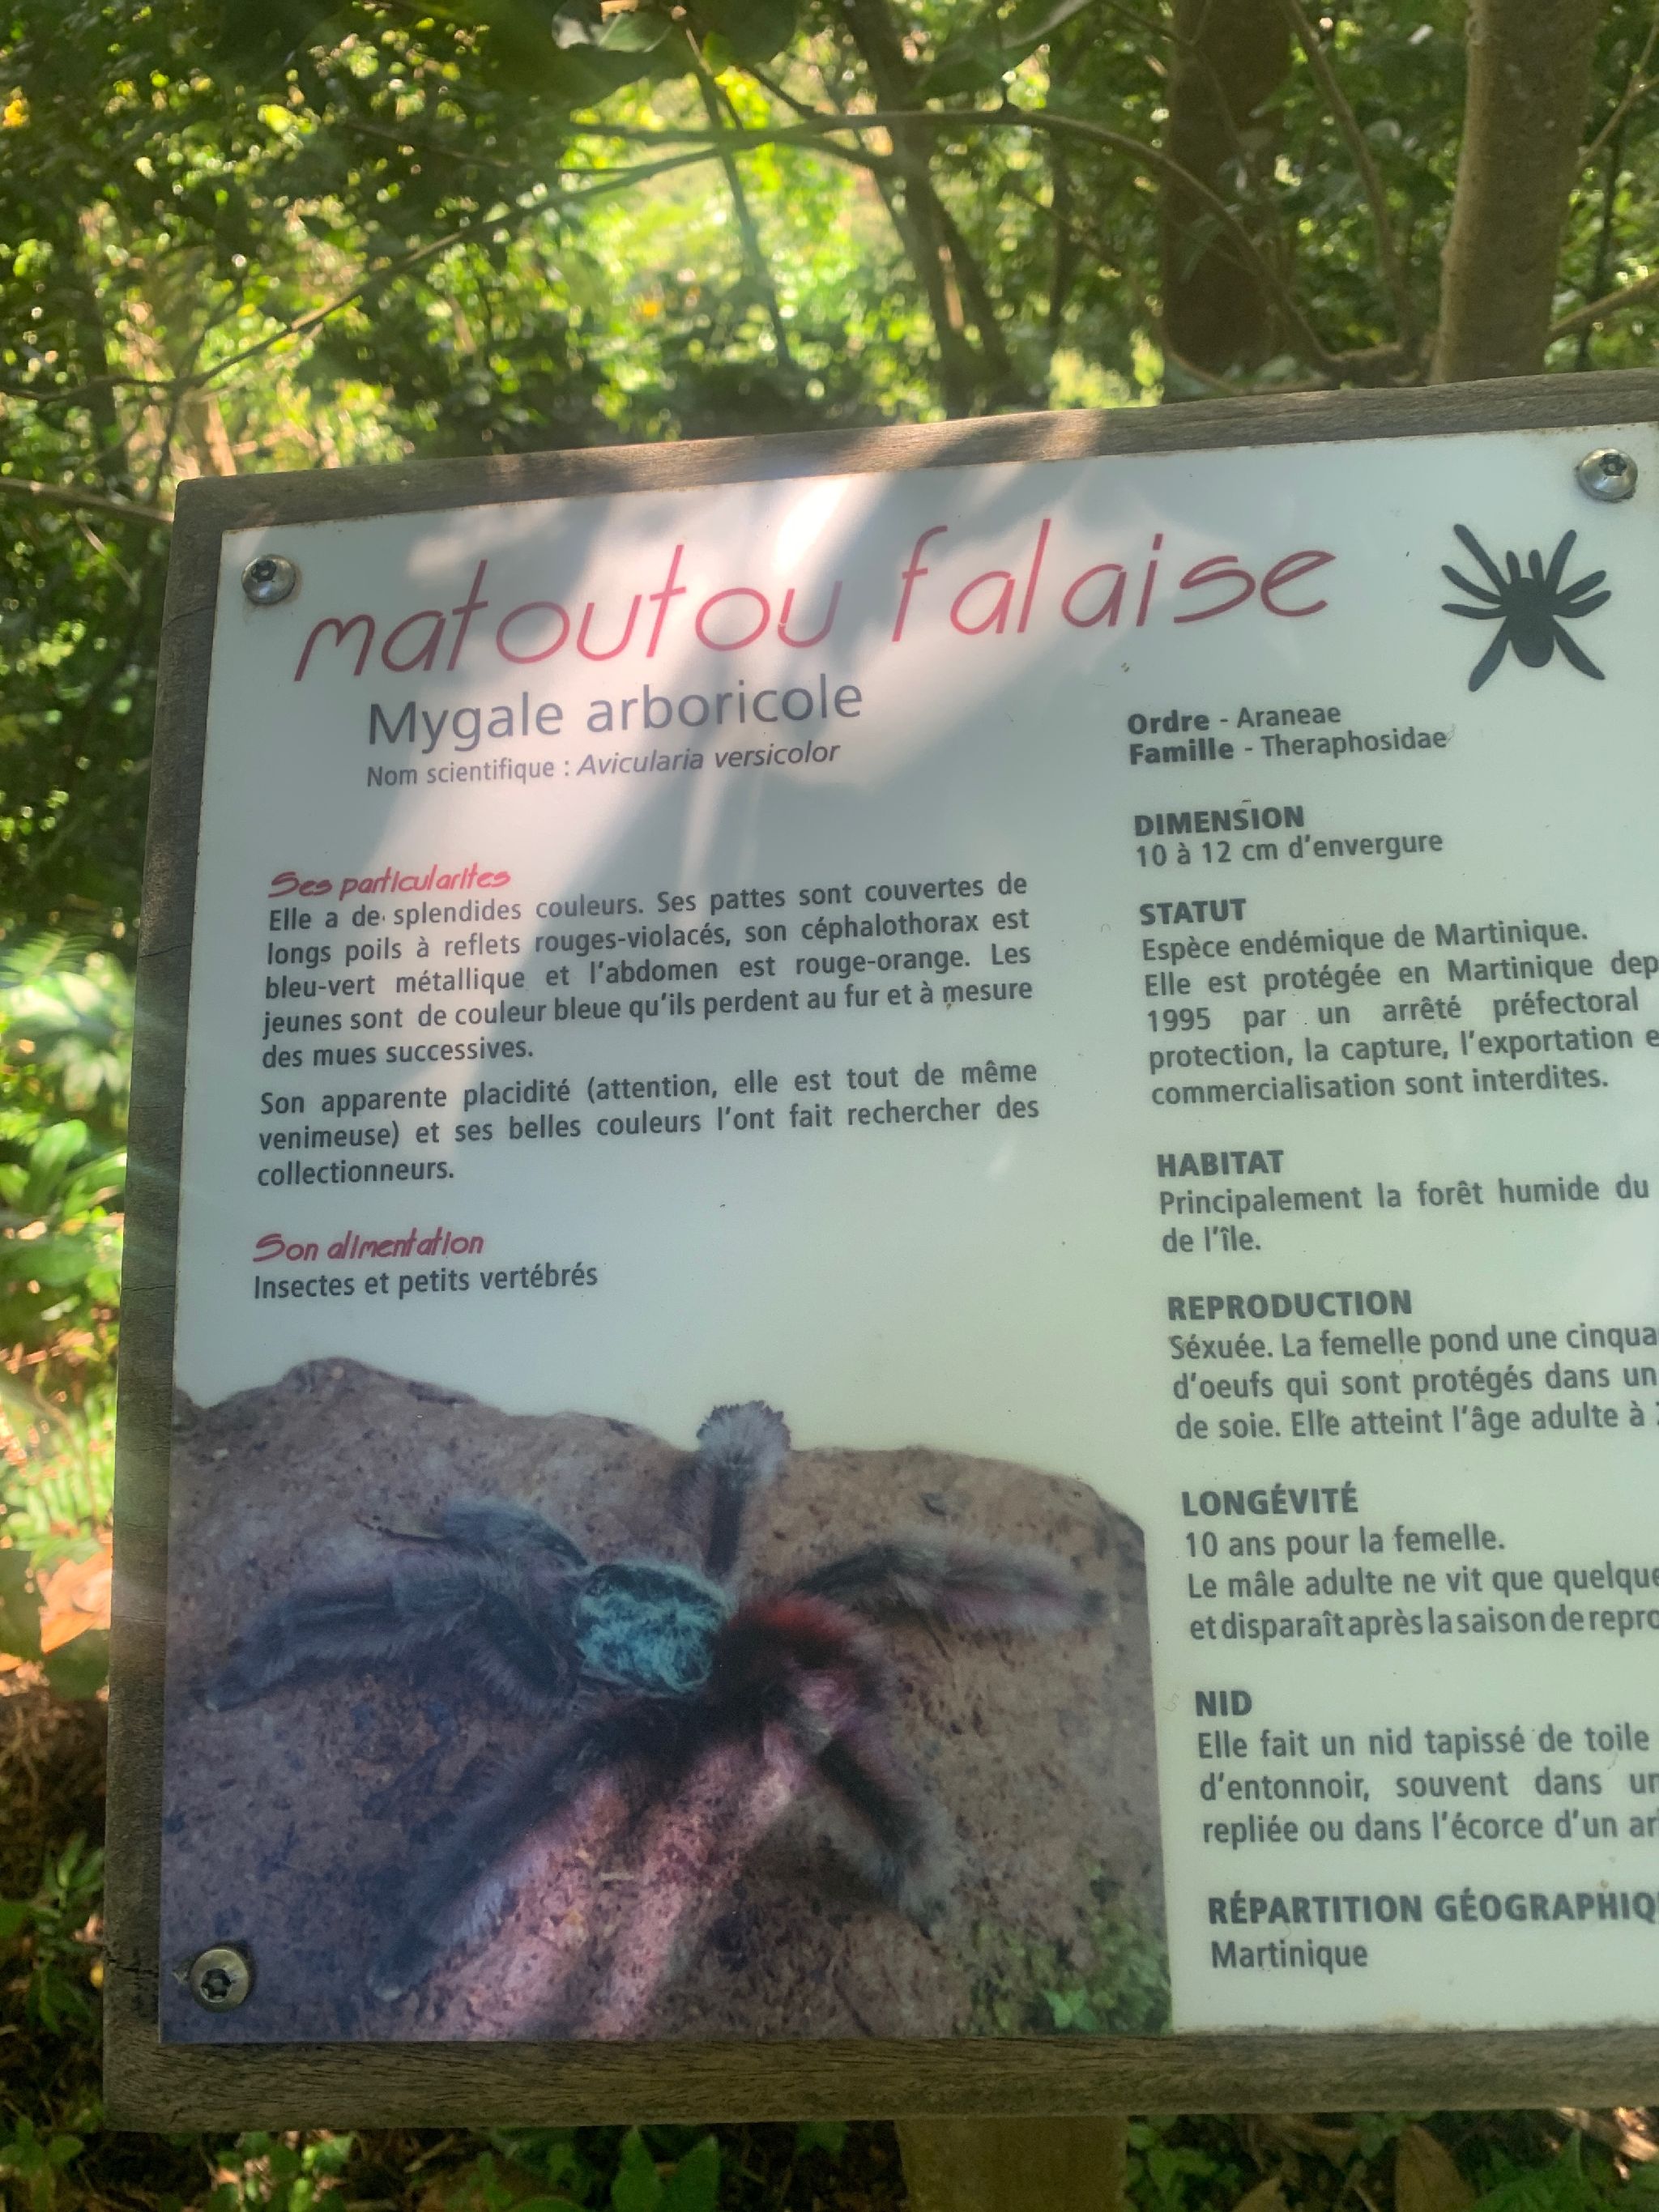 matoutou falaise
Mygale arboricole
Nom scientifique : Avicularia versicolor
Ses particularites
Elle a de splendides couleurs. Ses pattes sont couvertes de
longs poils à reflets rouges-violacés, son céphalothorax est
bleu-vert métallique et l'abdomen est rouge-orange. Les
jeunes sont de couleur bleue qu'ils perdent au fur et à mesure
des mues successives.
Son apparente placidité (attention, elle est tout de même
venimeuse) et ses belles couleurs l'ont fait rechercher des
collectionneurs.
Son alimentation
Insectes et petits vertébrés
Ordre - Araneae
Famille - Theraphosidae
DIMENSION
10 à 12 cm d'envergure
STATUT
Espèce endémique de Martinique.
Elle est protégée en Martinique dep
1995 par un arrêté préfectoral
protection, la capture, l'exportation e
commercialisation sont interdites.
HABITAT
Principalement la forêt humide du
de l'île.
REPRODUCTION
Séxuée. La femelle pond une cinqua
d'oeufs qui sont protégés dans un
de soie. Elle atteint l'âge adulte à
LONGÉVITÉ
10 ans pour la femelle.
Le mâle adulte ne vit que quelque
et disparaît après la saison de repro
NID
Elle fait un nid tapissé de toile
d'entonnoir, souvent dans un
repliée ou dans l'écorce d'un ar
RÉPARTITION GÉOGRAPHIQ
Martinique